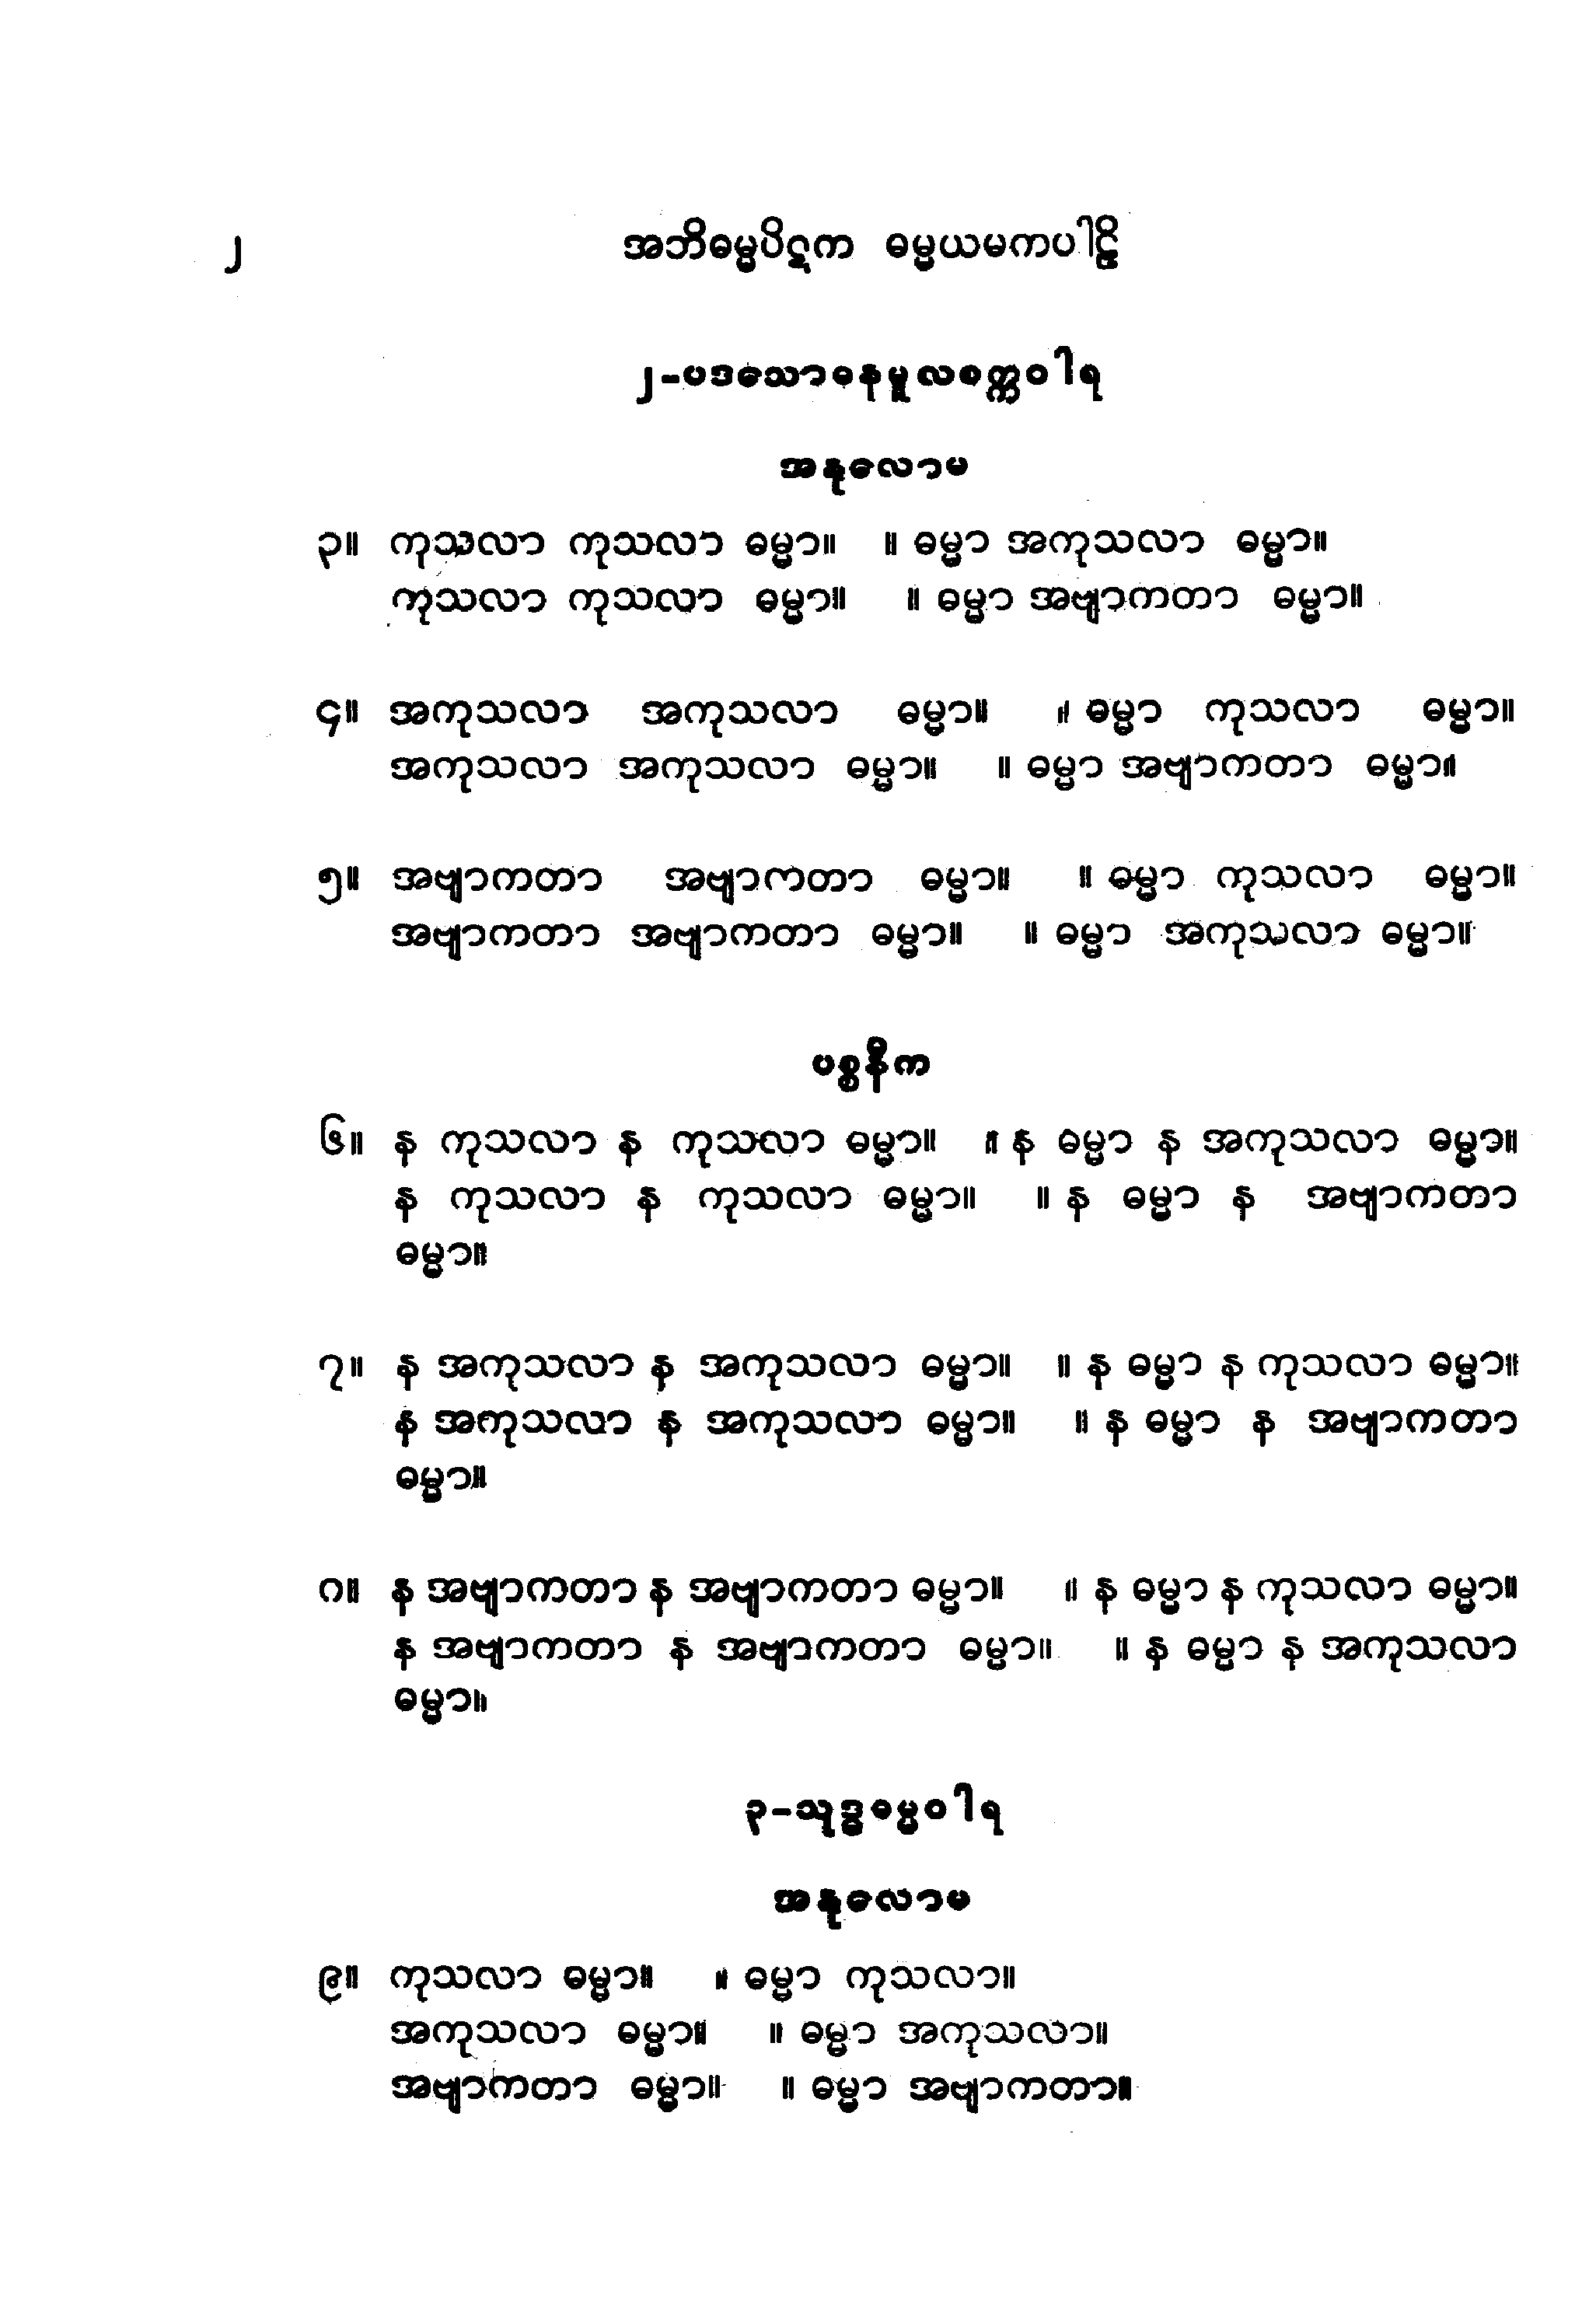 ၂ အဘိဓမ္မပိဋက ဓမ္မယမကပါဠိ
၂-ပဒသောဓနမူလစက္ကဝါရ
အနုလောမ
၃။ ကုသလာ ကုသလာ ဓမ္မာ။ ။ ဓမ္မာ အကုသလာ ဓမ္မာ။
ကုသလာ ကုသလာ ဓမ္မာ။ ။ ဓမ္မာ အဗျာကတာ ဓမ္မာ။
၄။ အကုသလာ အကုသလာ ဓမ္မာ။ ။ ဓမ္မာ ကုသလာ ဓမ္မာ။
အကုသလာ အကုသလာ ဓမ္မာ။ ။ ဓမ္မာ အဗျာကတာ ဓမ္မာ။
၅။ အဗျာကတာ အဗျာကတာ ဓမ္မာ။ ။ ဓမ္မာ ကုသလာ ဓမ္မာ။
အဗျာကတာ အဗျာကတာ ဓမ္မာ။ ။ ဓမ္မာ အကုသလာ ဓမ္မာ။
ပစ္စနီက
၆။ န ကုသလာ န ကုသလာ ဓမ္မာ။ ။ န ဓမ္မာ န အကုသလာ ဓမ္မာ။
န ကုသလာ န ကုသလာ ဓမ္မာ။ ။ န ဓမ္မာ န အဗျာကတာ
ဓမ္မာ။
၇။ န အကုသလာ န အကုသလာ ဓမ္မာ။ ။ န ဓမ္မာ န ကုသလာ ဓမ္မာ။
န အကုသလာ န အကုသလာ ဓမ္မာ။ ။ န ဓမ္မာ န အဗျာကတာ
ဓမ္မာ။
၈။ န အဗျာကတာ န အဗျာကတာ ဓမ္မာ။ ။ န ဓမ္မာ န ကုသလာ ဓမ္မာ။
န အဗျာကတာ န အဗျာကတာ ဓမ္မာ။ ။ န ဓမ္မာ န အကုသလာ
ဓမ္မာ။
၃-သုဒ္ဓဓမ္မဝါရ
အနုလောမ
၉။ ကုသလာ ဓမ္မာ။ ။ ဓမ္မာ ကုသလာ။
အကုသလာ ဓမ္မာ။ ။ ဓမ္မာ အကုသလာ။
အဗျာကတာ ဓမ္မာ။ ။ ဓမ္မာ အဗျာကတာ။